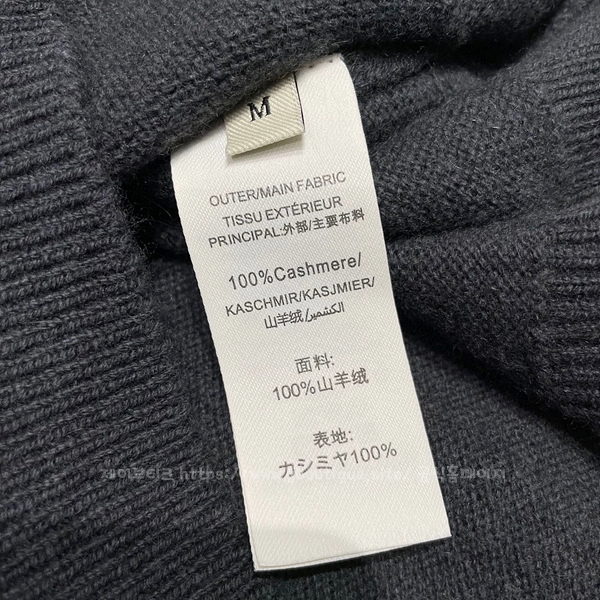 M
OUTER/MAIN FABRIC
TISSU EXTÉRIEUR
PRINCIPAL:外部/主要布料
100%Cashmere/
KASCHMIR/KASJMIER/
山羊绒/الكشمير/
面料:
100%山羊绒
表地:
カシミヤ100%
https://